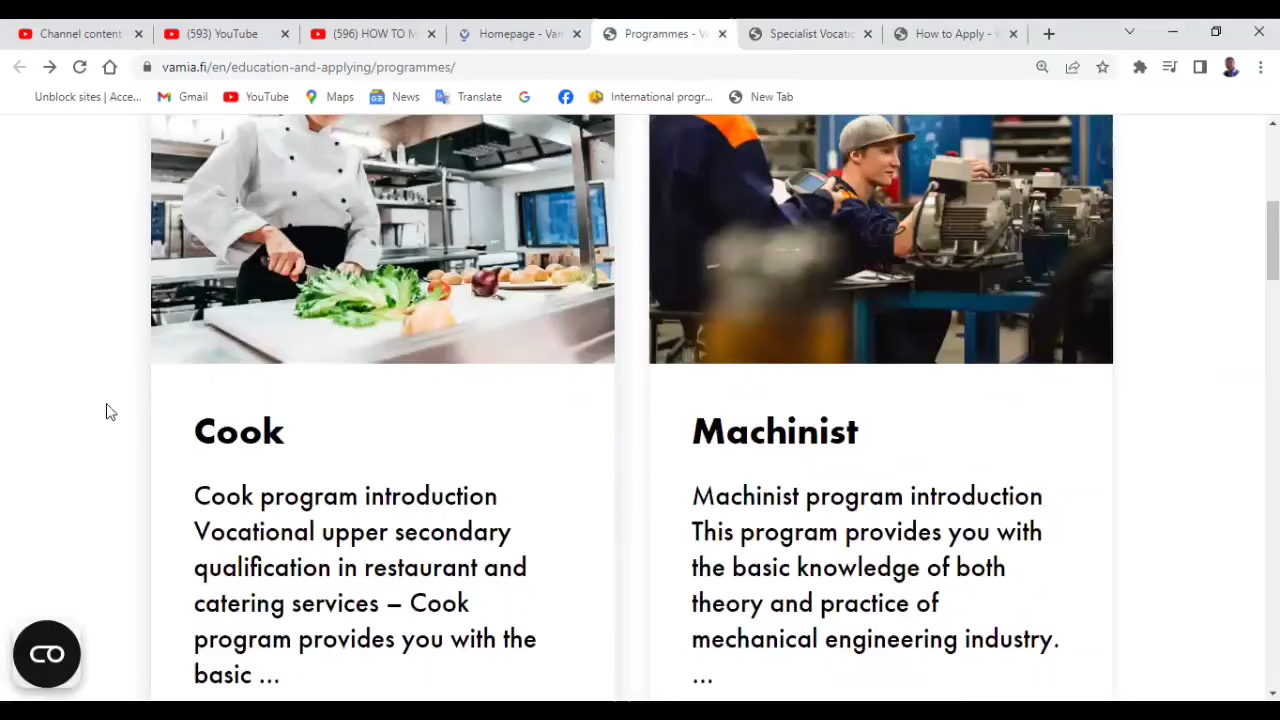 Channel content
(593) YouTube
(596) HOW TO M
Homepage - Vam
Programmes - V
Specialist Vocatic
How to Apply - V
vamia.fi/en/education-and-applying/programmes/
Unblock sites | Acce...
Gmail
YouTube
Maps
News
Translate
International progr...
New Tab
Cook
Cook program introduction
Vocational upper secondary
qualification in restaurant and
catering services – Cook
program provides you with the
basic ...
Machinist
Machinist program introduction
This program provides you with
the basic knowledge of both
theory and practice of
mechanical engineering industry.
...